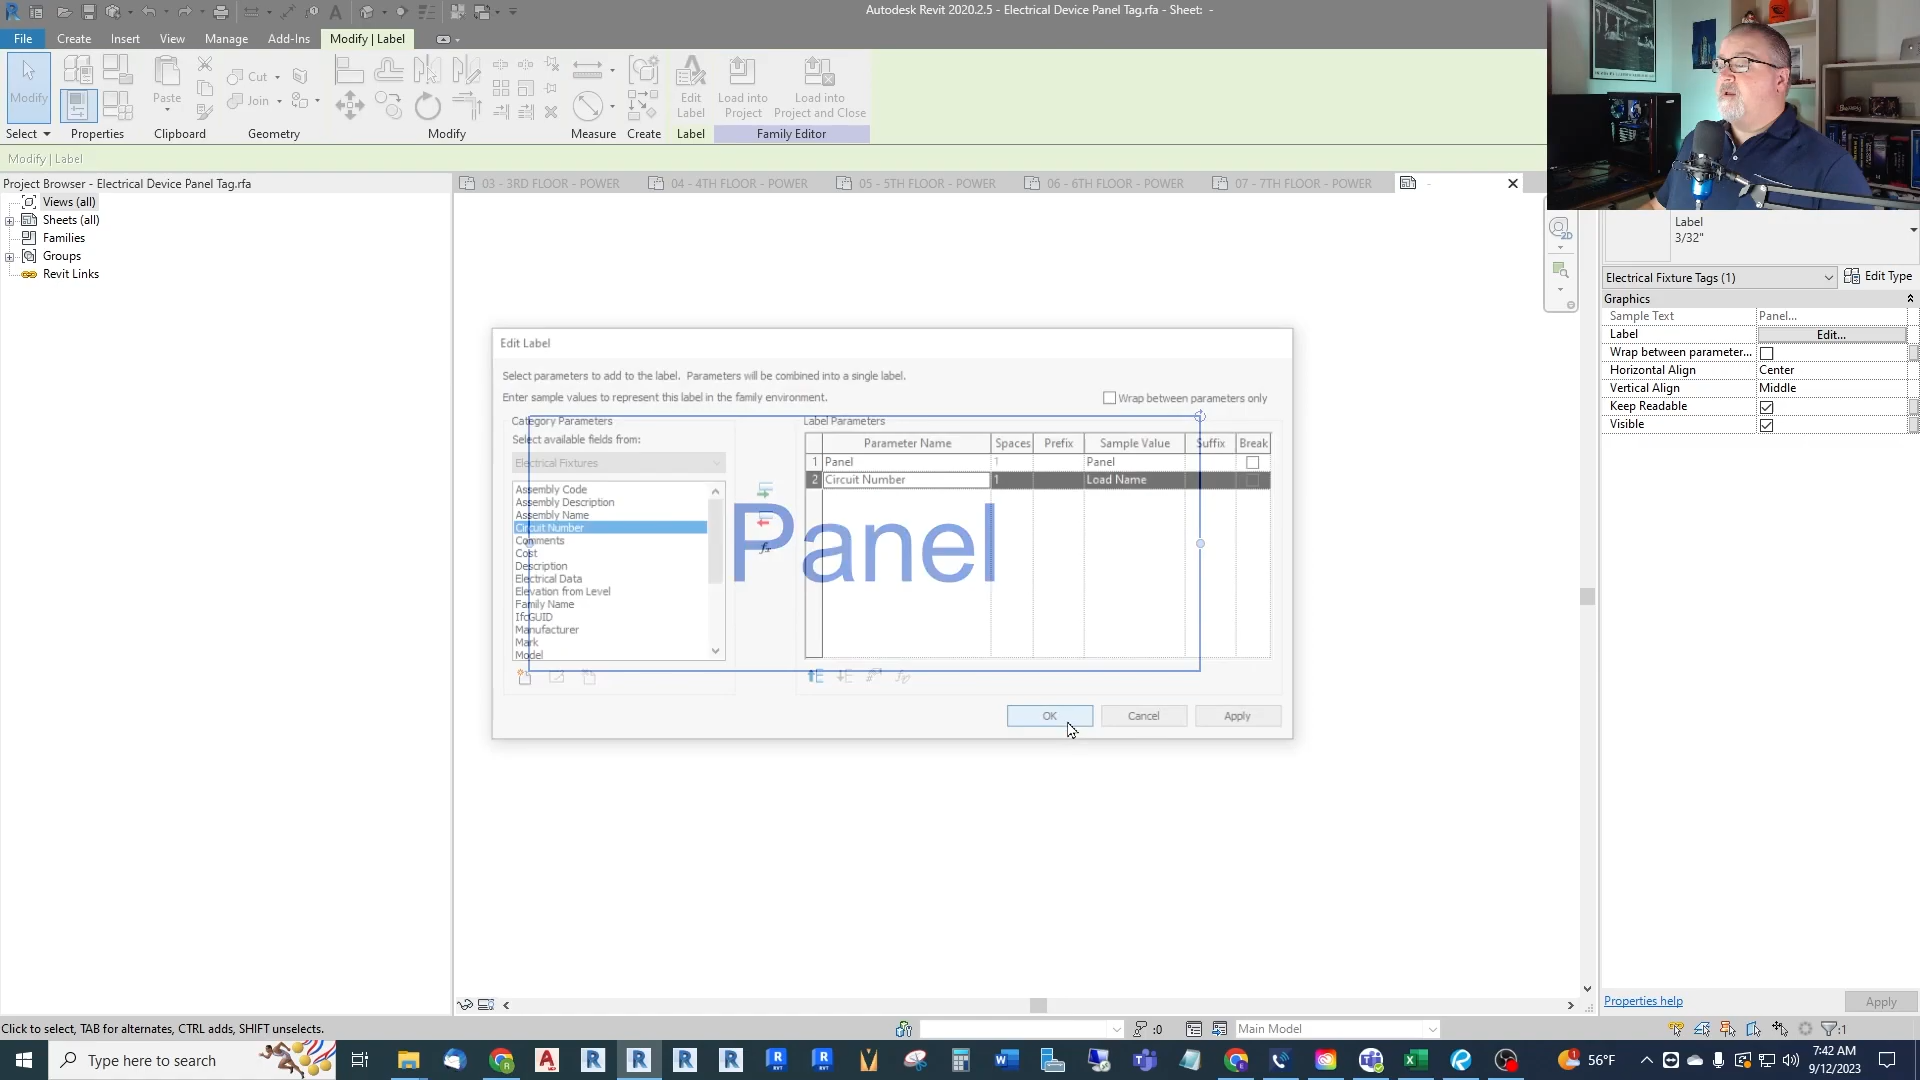 Autodesk Revit 2020.2.5 - Electrical Device Panel Tag.rfa - Sheet: -
File Create Insert View Manage Add-Ins Modify | Label
Modify
Paste
Cut
Join
Edit Label
Load into Project
Load into Project and Close
Select Properties Clipboard Geometry Modify Measure Create Label Family Editor
Modify | Label
Project Browser - Electrical Device Panel Tag.rfa
Views (all)
Sheets (all)
Families
Groups
Revit Links
03 - 3RD FLOOR - POWER 04 - 4TH FLOOR - POWER 05 - 5TH FLOOR - POWER 06 - 6TH FLOOR - POWER 07 - 7TH FLOOR - POWER -
2D
Edit Label
Select parameters to add to the label. Parameters will be combined into a single label.
Enter sample values to represent this label in the family environment.
Wrap between parameters only
Category Parameters
Select available fields from:
Electrical Fixtures
Assembly Code
Assembly Description
Assembly Name
Circuit Number
Comments
Cost
Description
Electrical Data
Elevation from Level
Family Name
IfcGUID
Manufacturer
Mark
Model
Label Parameters
Parameter Name Spaces Prefix Sample Value Suffix Break
1 Panel 1 Panel
2 Circuit Number 1 Load Name
Panel
OK Cancel Apply
Label
3/32"
Electrical Fixture Tags (1) Edit Type
Graphics
Sample Text Panel...
Label Edit...
Wrap between parameter...
Horizontal Align Center
Vertical Align Middle
Keep Readable
Visible
Properties help Apply
Click to select, TAB for alternates, CTRL adds, SHIFT unselects.
:0 Main Model :1
Type here to search
56°F
7:42 AM
9/12/2023